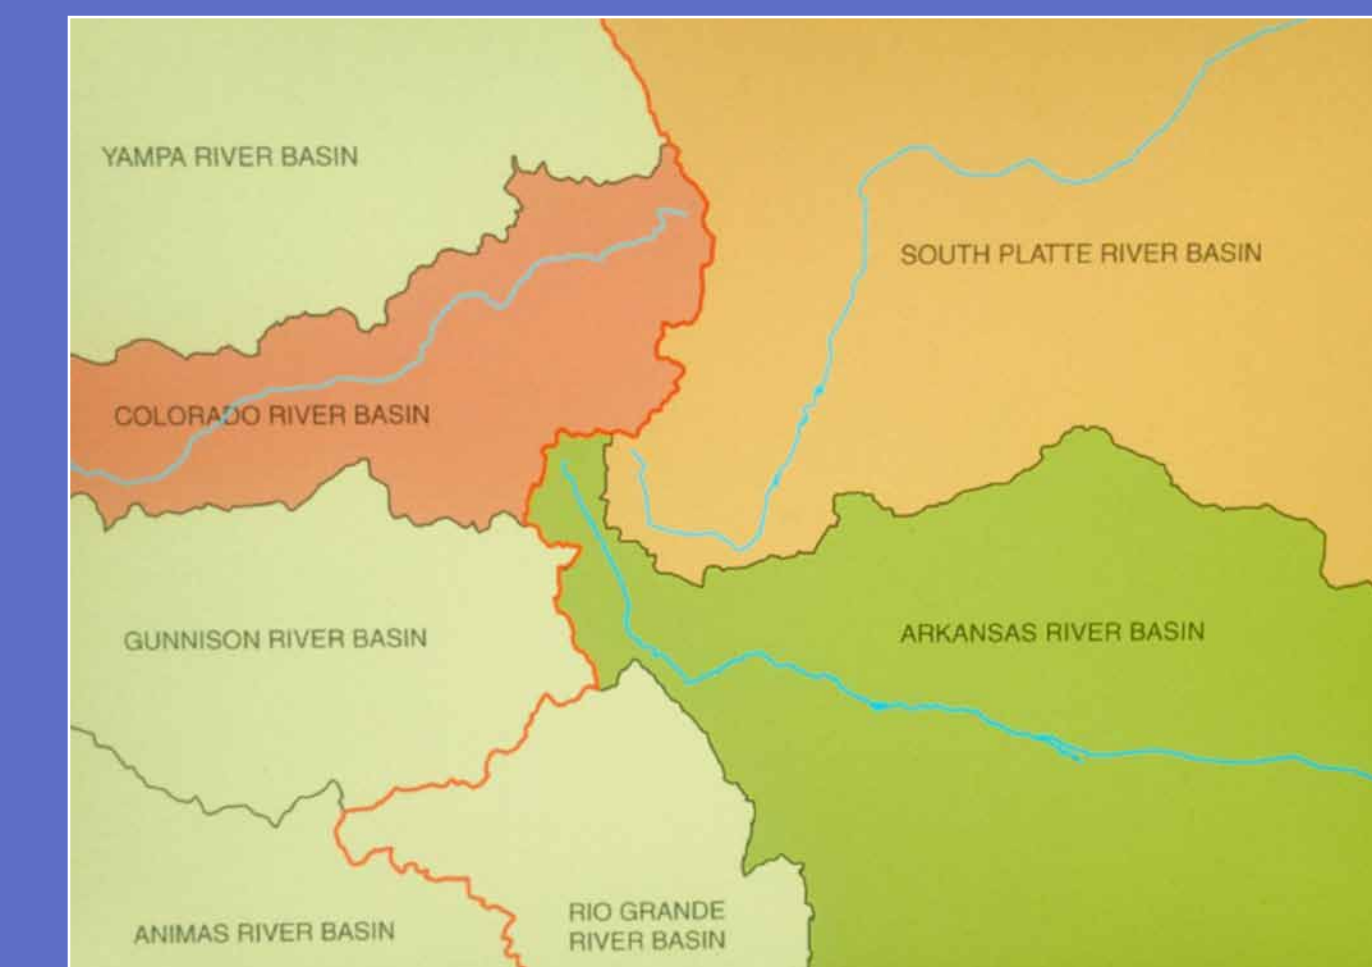 YAMPA RIVER BASIN
SOUTH PLATTE RIVER BASIN
COLORADO RIVER BASIN
GUNNISON RIVER BASIN
ARKANSAS RIVER BASIN
ANIMAS RIVER BASIN
RIO GRANDE
RIVER BASIN